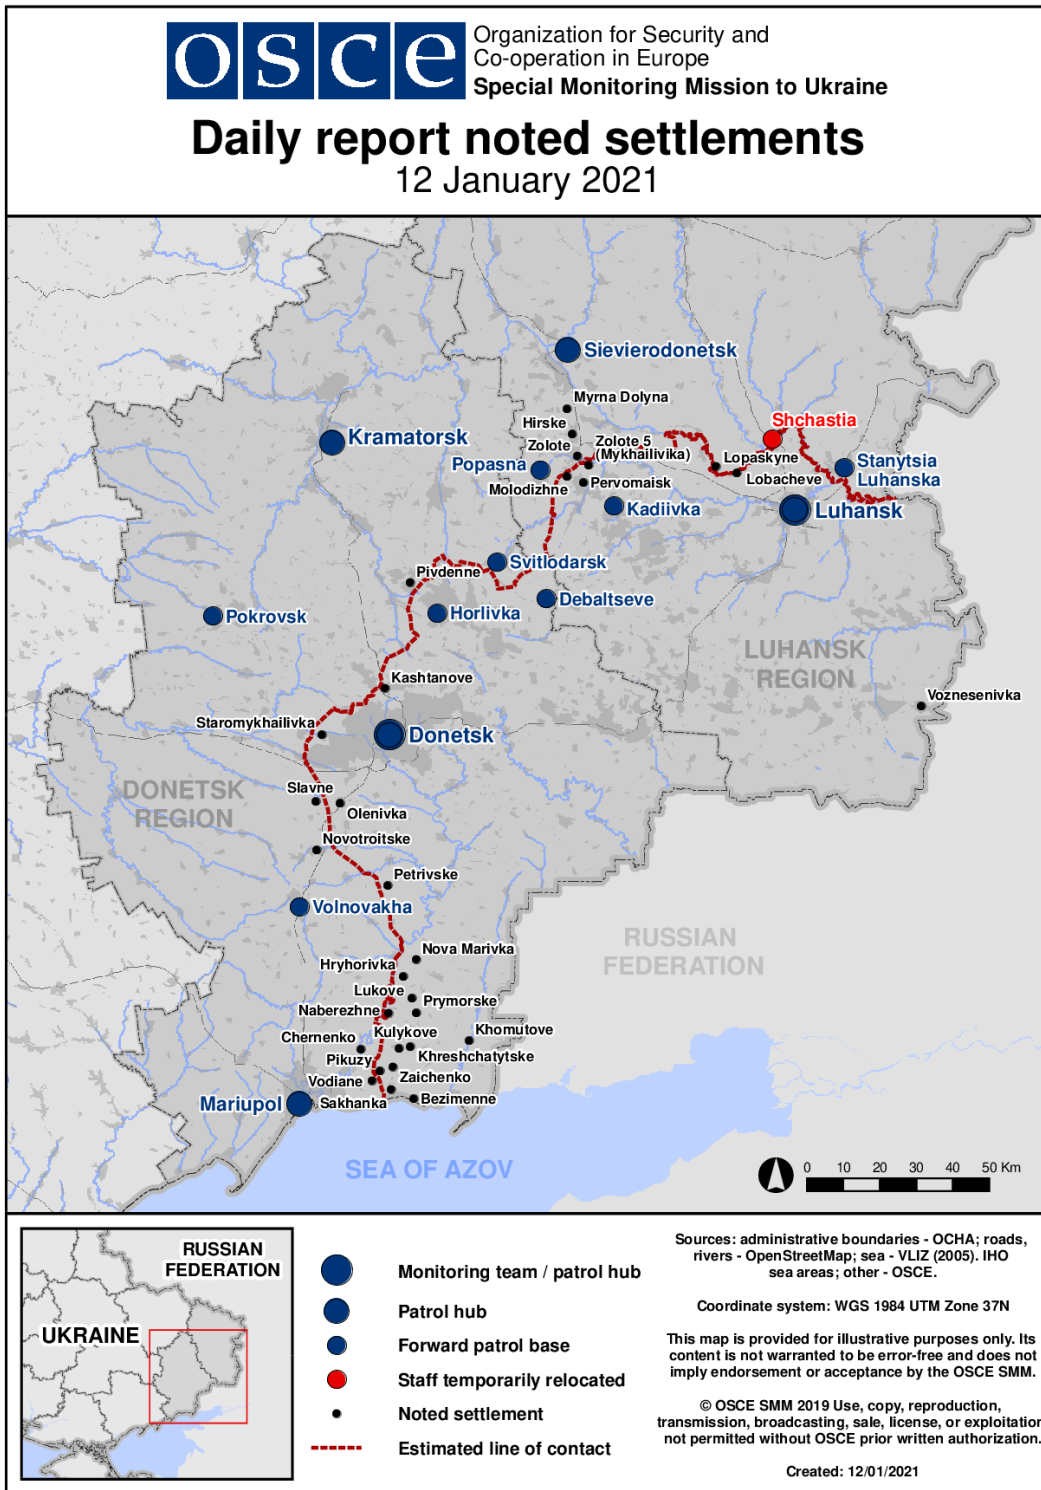 osce
Organization for Security and
Co-operation in Europe
Special Monitoring Mission to Ukraine
Daily report noted settlements
12 January 2021
Sievierodonetsk
Myrna Dolyna
Hirske
Shchastia
Kramatorsk
Zolote
Zolote 5
(Mykhailivika)
Popasna
Lopaskyne
Stanytsia
Luhanska
Molodizhne
Pervomaisk
Lobacheve
Kadiivka
Luhansk
Svitlodarsk
Pivdenne
Debaltseve
Pokrovsk
Horlivka
LUHANSK
REGION
Kashtanove
Voznesenivka
Staromykhailivka
Donetsk
DONETSK
REGION
Slavne
Olenivka
Novotroitske
Petrivske
Volnovakha
RUSSIAN
FEDERATION
Nova Marivka
Hryhorivka
Lukove
Prymorske
Naberezhne
Chernenko
Kulykove
Khomutove
Pikuzy
Khreshchatytske
Vodiane
Zaichenko
Mariupol
Sakhanka
Bezimenne
SEA OF AZOV
0 10 20 30 40 50 Km
RUSSIAN
FEDERATION
UKRAINE
Monitoring team / patrol hub
Patrol hub
Forward patrol base
Staff temporarily relocated
Noted settlement
Estimated line of contact
Sources: administrative boundaries - OCHA; roads,
rivers - OpenStreetMap; sea - VLIZ (2005). IHO
sea areas; other - OSCE.
Coordinate system: WGS 1984 UTM Zone 37N
This map is provided for illustrative purposes only. Its
content is not warranted to be error-free and does not
imply endorsement or acceptance by the OSCE SMM.
© OSCE SMM 2019 Use, copy, reproduction,
transmission, broadcasting, sale, license, or exploitation
not permitted without OSCE prior written authorization.
Created: 12/01/2021